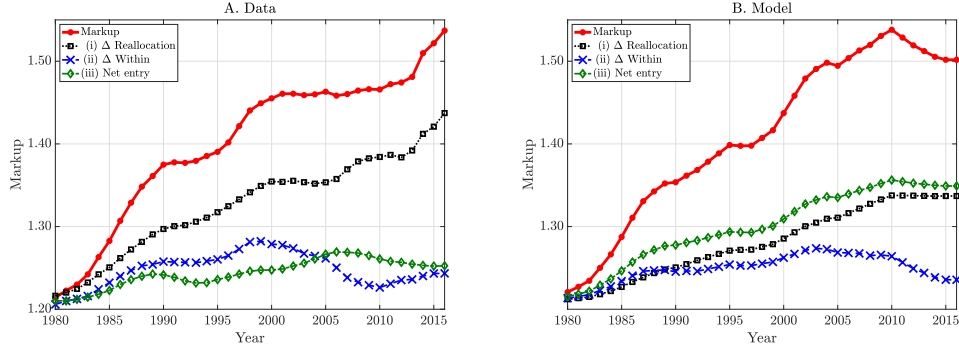 A. Data
Markup
(i) Δ Reallocation
(ii) Δ Within
(iii) Net entry
1.50
1.40
1.30
1.20
Markup
1980 1985 1990 1995 2000 2005 2010 2015
Year
B. Model
Markup
(i) Δ Reallocation
(ii) Δ Within
(iii) Net entry
1.50
1.40
1.30
1.20
Markup
1980 1985 1990 1995 2000 2005 2010 2015
Year